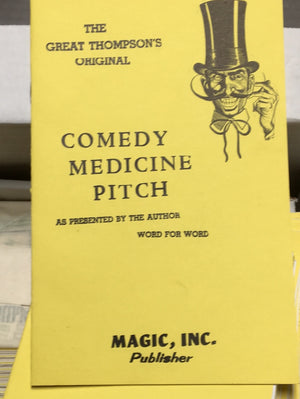 THE
GREAT THOMPSON'S
ORIGINAL
COMEDY
MEDICINE
PITCH
AS PRESENTED BY THE AUTHOR
WORD FOR WORD
MAGIC, INC.
Publisher